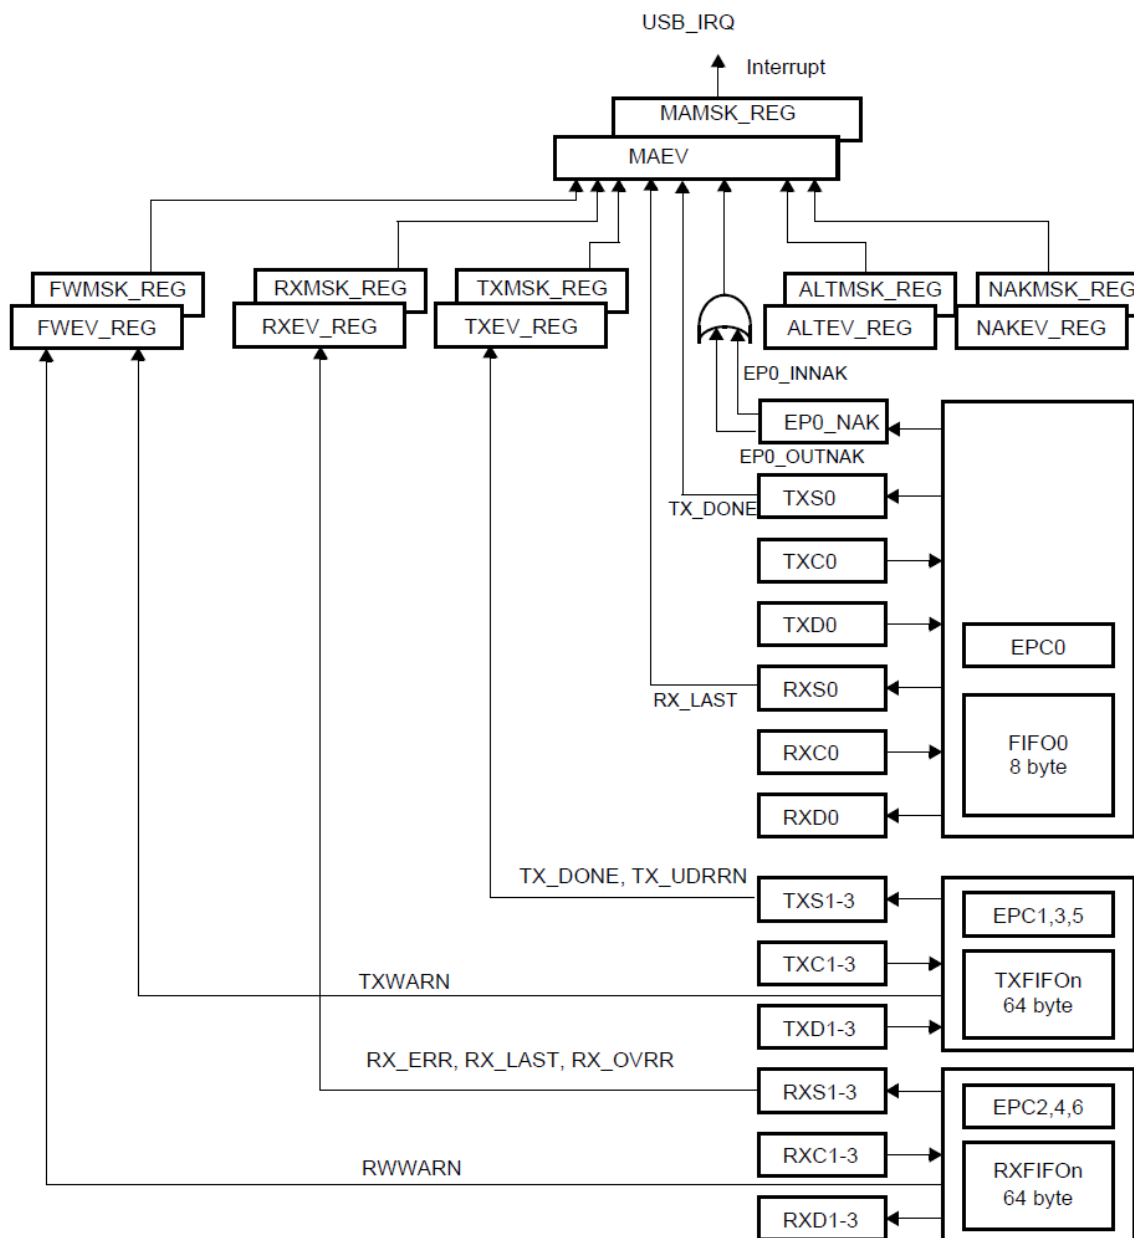 USB_IRQ
Interrupt
MAMSK_REG
MAEV
FWMSK_REG
RXMSK_REG
TXMSK_REG
ALTMSK_REG
NAKMSK_REG
FWEV_REG
RXEV_REG
TXEV_REG
ALTEV_REG
NAKEV_REG
EP0_INNAK
EP0_NAK
EP0_OUTNAK
TXS0
TX_DONE
TXC0
TXD0
EPC0
RXS0
RX_LAST
RXC0
FIFO0
8 byte
RXD0
TX_DONE, TX_UDRRN
TXS1-3
EPC1,3,5
TXC1-3
TXWARN
TXFIFOn
64 byte
TXD1-3
RX_ERR, RX_LAST, RX_OVRR
RXS1-3
EPC2,4,6
RXC1-3
RWWARN
RXFIFOn
64 byte
RXD1-3